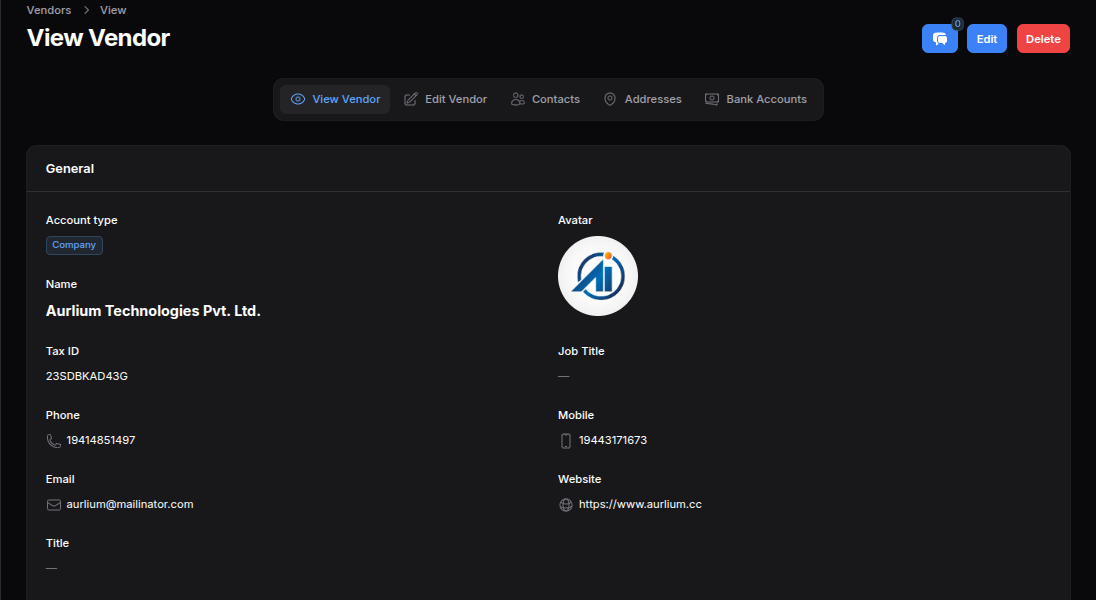 Vendors > View
View Vendor
0
Edit
Delete
View Vendor
Edit Vendor
Contacts
Addresses
Bank Accounts
General
Account type
Company
Avatar
Ai
Name
Aurlium Technologies Pvt. Ltd.
Tax ID
23SDBKAD43G
Job Title
—
Phone
19414851497
Mobile
19443171673
Email
aurlium@mailinator.com
Website
https://www.aurlium.cc
Title
—